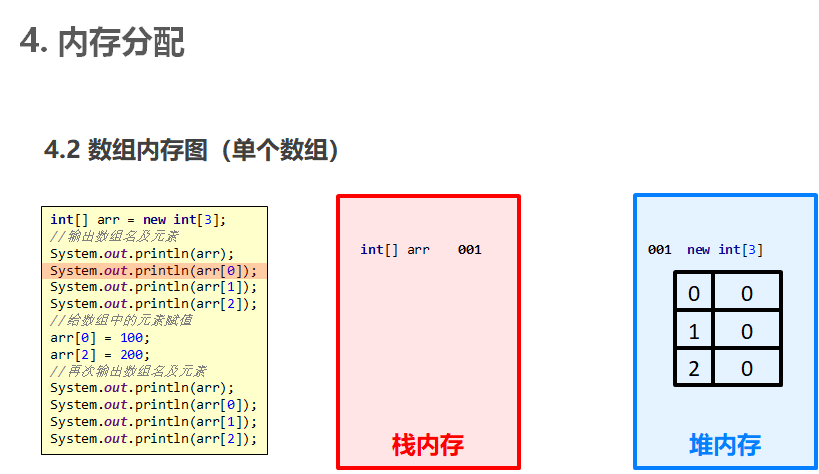 4. 内存分配
4.2 数组内存图（单个数组）
int[] arr = new int[3];
//输出数组名及元素
System.out.println(arr);
System.out.println(arr[0]);
System.out.println(arr[1]);
System.out.println(arr[2]);
//给数组中的元素赋值
arr[0] = 100;
arr[2] = 200;
//再次输出数组名及元素
System.out.println(arr);
System.out.println(arr[0]);
System.out.println(arr[1]);
System.out.println(arr[2]);
int[] arr 001
栈内存
001 new int[3]
0 0
1 0
2 0
堆内存